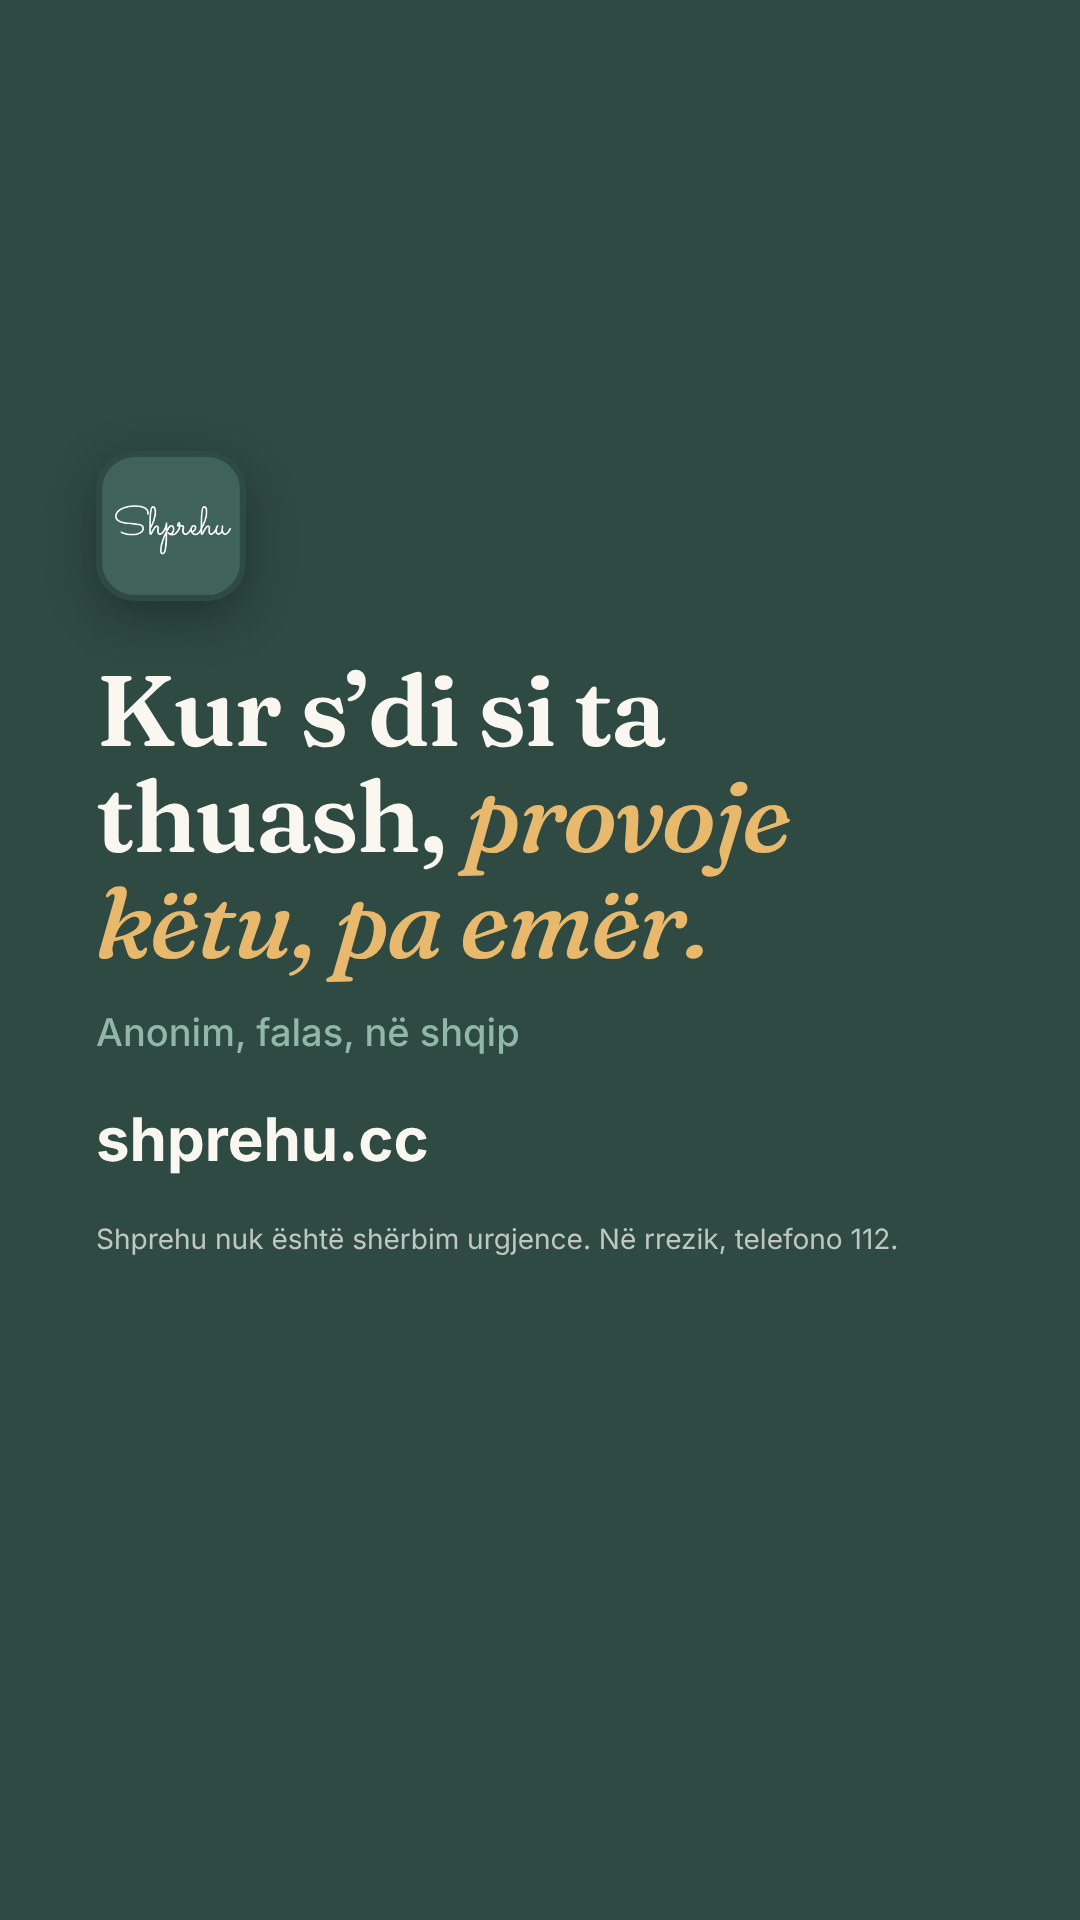 Shprehu
Kur s’di si ta
thuash, provoje
këtu, pa emër.
Anonim, falas, në shqip
shprehu.cc
Shprehu nuk është shërbim urgjence. Në rrezik, telefono 112.